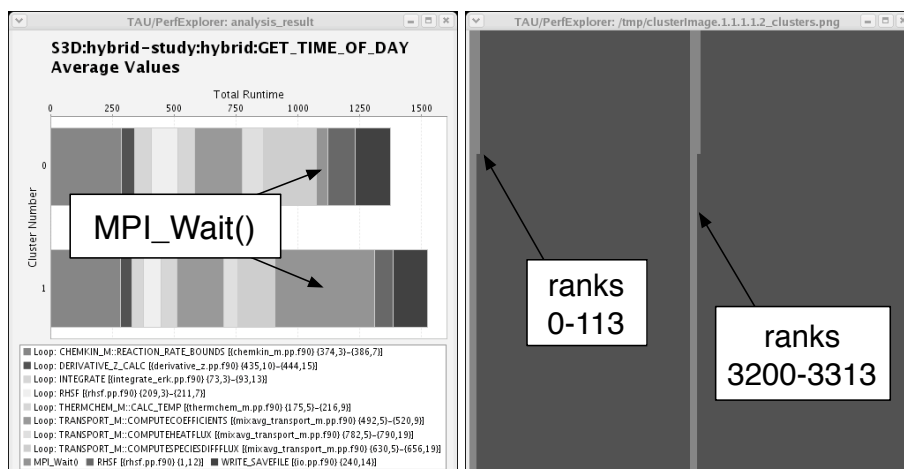 TAU/PerfExplorer: analysis_result
S3D:hybrid-study:hybrid:GET_TIME_OF_DAY
Average Values
Total Runtime
0 250 500 750 1000 1250 1500
Cluster Number
0
1
MPI_Wait()
Loop: CHEMKIN_M::REACTION_RATE_BOUNDS [{chemkin_m.pp.f90} {374,3}-{386,7}]
Loop: DERIVATIVE_Z_CALC [{derivative_z.pp.f90} {435,10}-{444,15}]
Loop: INTEGRATE [{integrate_erk.pp.f90} {73,3}-{93,13}]
Loop: RHSF [{rhsf.pp.f90} {209,3}-{211,7}]
Loop: THERMCHEM_M::CALC_TEMP [{thermchem_m.pp.f90} {175,5}-{216,9}]
Loop: TRANSPORT_M::COMPUTECOEFFICIENTS [{mixavg_transport_m.pp.f90} {492,5}-{520,9}]
Loop: TRANSPORT_M::COMPUTEHEATFLUX [{mixavg_transport_m.pp.f90} {782,5}-{790,19}]
Loop: TRANSPORT_M::COMPUTESPECIESDIFFFLUX [{mixavg_transport_m.pp.f90} {630,5}-{656,19}]
MPI_Wait() RHSF [{rhsf.pp.f90} {1,12}] WRITE_SAVEFILE [{io.pp.f90} {240,14}]
TAU/PerfExplorer: /tmp/clusterImage.1.1.1.1.2_clusters.png
ranks
0-113
ranks
3200-3313